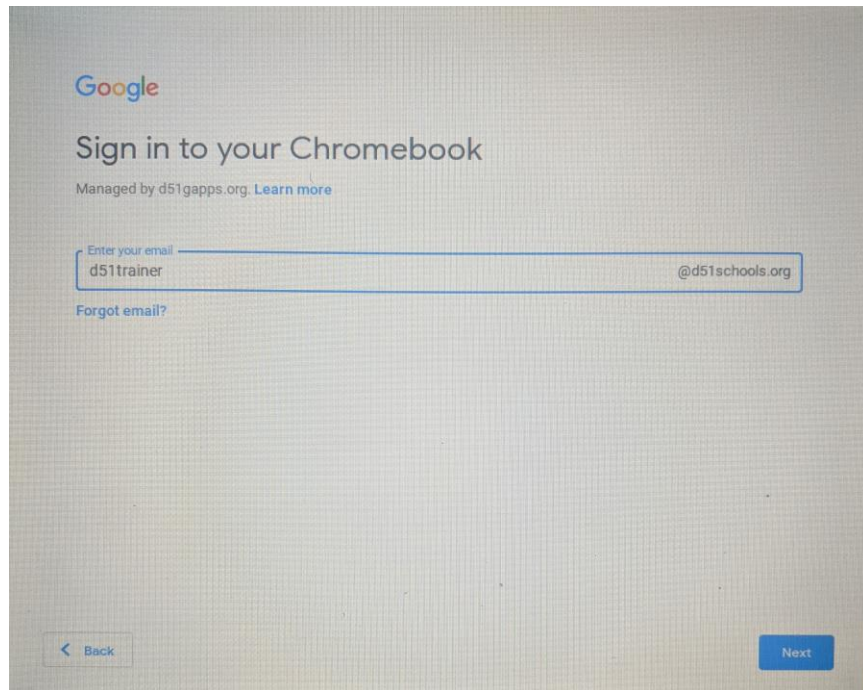 Google
Sign in to your Chromebook
Managed by d51gapps.org. Learn more
Enter your email
d51trainer @d51schools.org
Forgot email?
Back Next